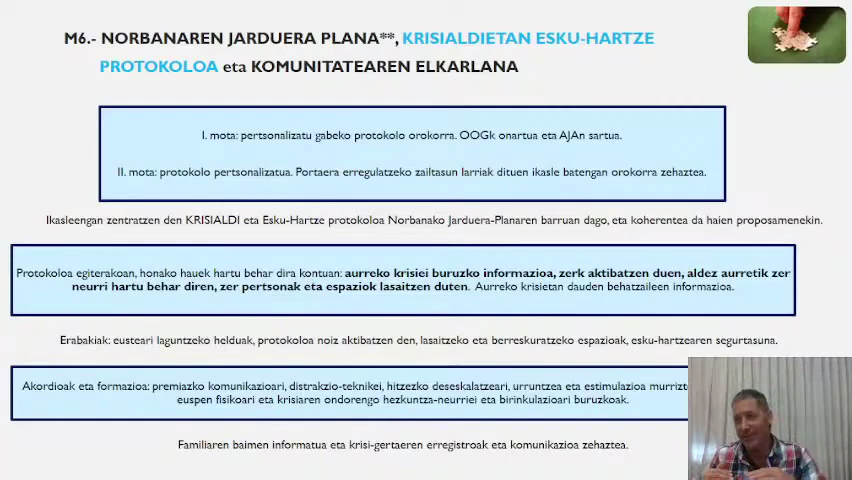 M6.- NORBANAREN JARDUERA PLANA**, KRISIALDIETAN ESKU-HARTZE
PROTOKOLOA eta KOMUNITATEAREN ELKARLANA
I. mota: pertsonalizatu gabeko protokolo orokorra. OOGk onartua eta AJAn sartua.
II. mota: protokolo pertsonalizatua. Portaera erregulatzeko zailtasun larriak dituen ikasle batengan orokorra zehaztea.
Ikasleengan zentratzen den KRISIALDI eta Esku-Hartze protokoloa Norbanako Jarduera-Planaren barruan dago, eta koherentea da haien proposamenekin.
Protokoloa egiterakoan, honako hauek hartu behar dira kontuan: aurreko krisiei buruzko informazioa, zerk aktibatzen duen, aldez aurretik zer
neurri hartu behar diren, zer pertsonak eta espaziok lasaitzen duten. Aurreko krisietan dauden behatzaileen informazioa.
Erabakiak: eusteari laguntzeko helduak, protokoloa noiz aktibatzen den, lasaitzeko eta berreskuratzeko espazioak, esku-hartzearen segurtasuna.
Akordioak eta formazioa: premiazko komunikazioari, distrakzio-teknikei, hitzezko deseskalatzeari, urruntzea eta estimulazioa
euspen fisikoari eta krisiaren ondorengo hezkuntza-neurriei eta birinkulazioari buruzkoak.
Familiaren baimen informatua eta krisi-gertaeren erregistroak eta komunikazioa zehaztea.